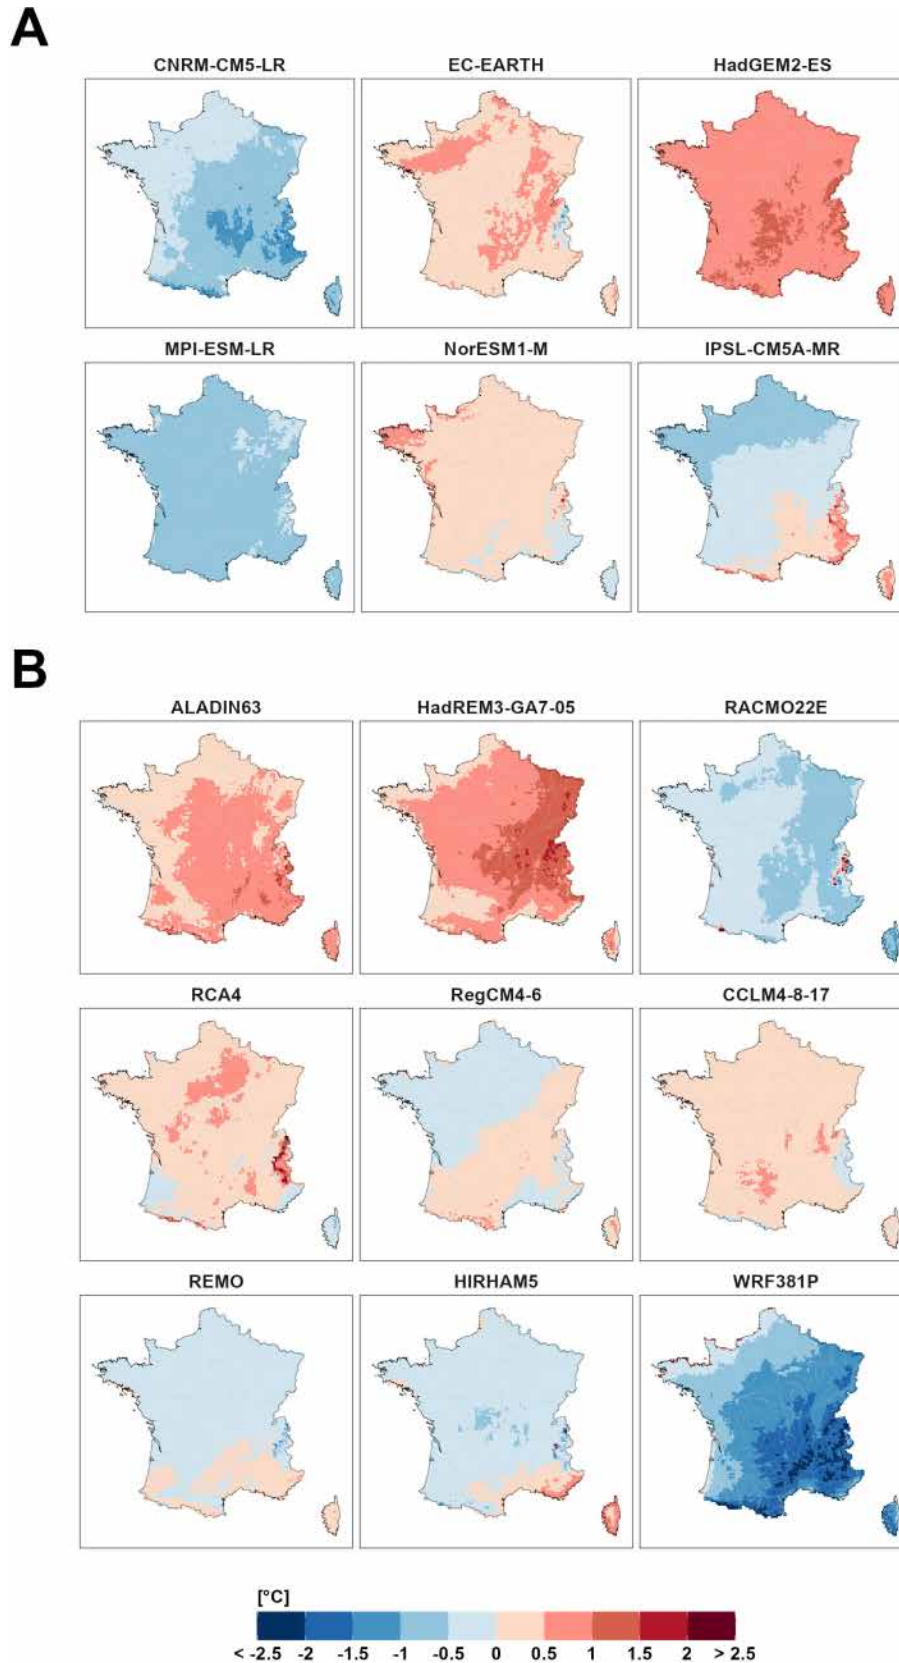 A
CNRM-CM5-LR EC-EARTH HadGEM2-ES
MPI-ESM-LR NorESM1-M IPSL-CM5A-MR
B
ALADIN63 HadREM3-GA7-05 RACMO22E
RCA4 RegCM4-6 CCLM4-8-17
REMO HIRHAM5 WRF381P
[°C]
< -2.5 -2 -1.5 -1 -0.5 0 0.5 1 1.5 2 > 2.5